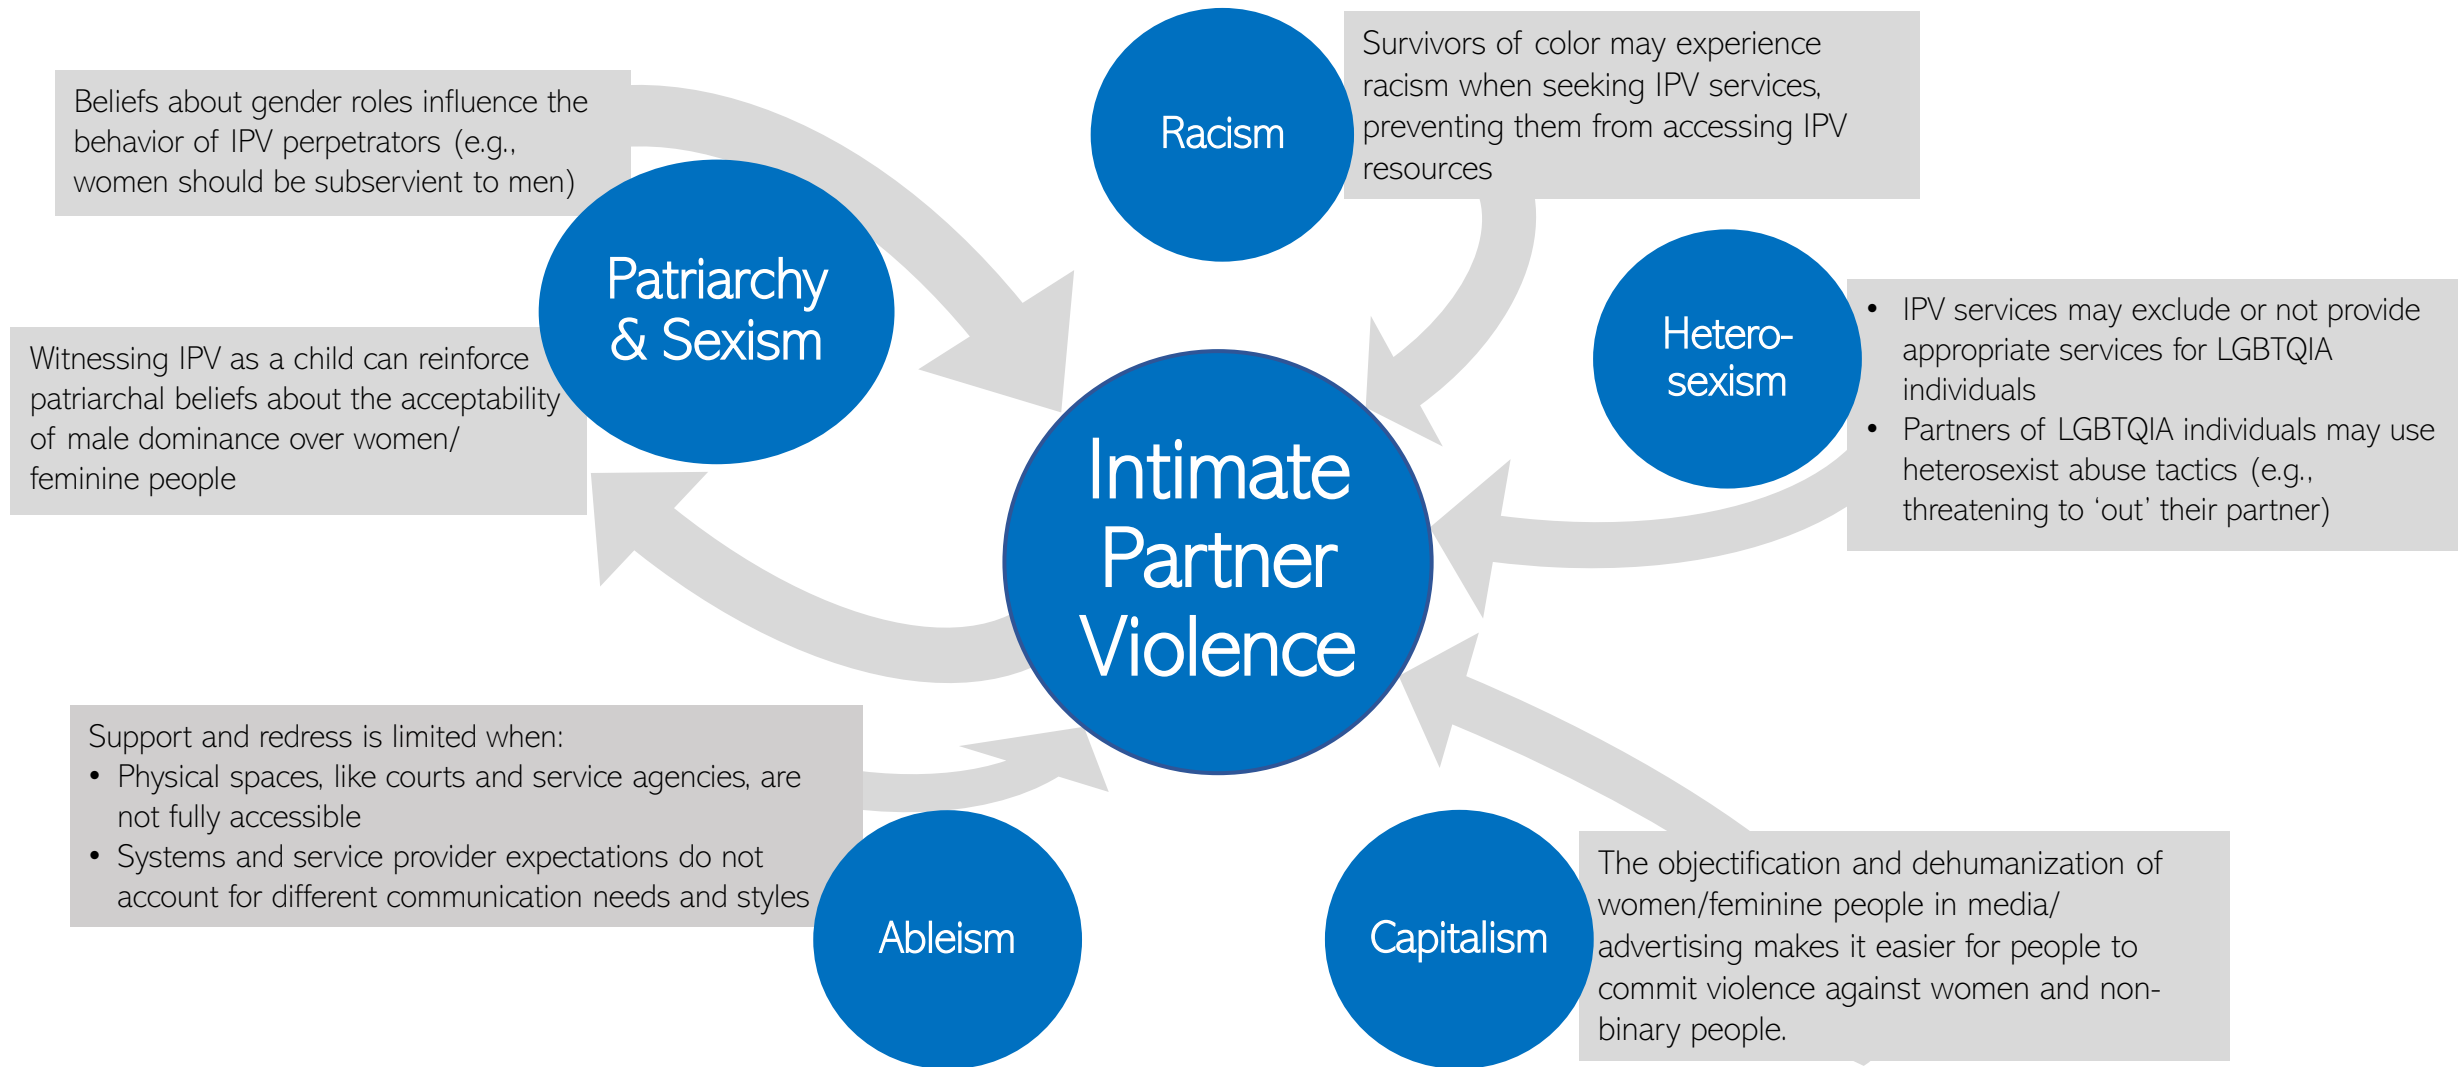 Beliefs about gender roles influence the
behavior of IPV perpetrators (e.g.,
women should be subservient to men)
Patriarchy
& Sexism
Witnessing IPV as a child can reinforce
patriarchal beliefs about the acceptability
of male dominance over women/
feminine people
Racism
Survivors of color may experience
racism when seeking IPV services,
preventing them from accessing IPV
resources
Hetero-
sexism
• IPV services may exclude or not provide
appropriate services for LGBTQIA
individuals
• Partners of LGBTQIA individuals may use
heterosexist abuse tactics (e.g.,
threatening to ‘out’ their partner)
Intimate
Partner
Violence
Support and redress is limited when:
• Physical spaces, like courts and service agencies, are
not fully accessible
• Systems and service provider expectations do not
account for different communication needs and styles
Ableism
Capitalism
The objectification and dehumanization of
women/feminine people in media/
advertising makes it easier for people to
commit violence against women and non-
binary people.